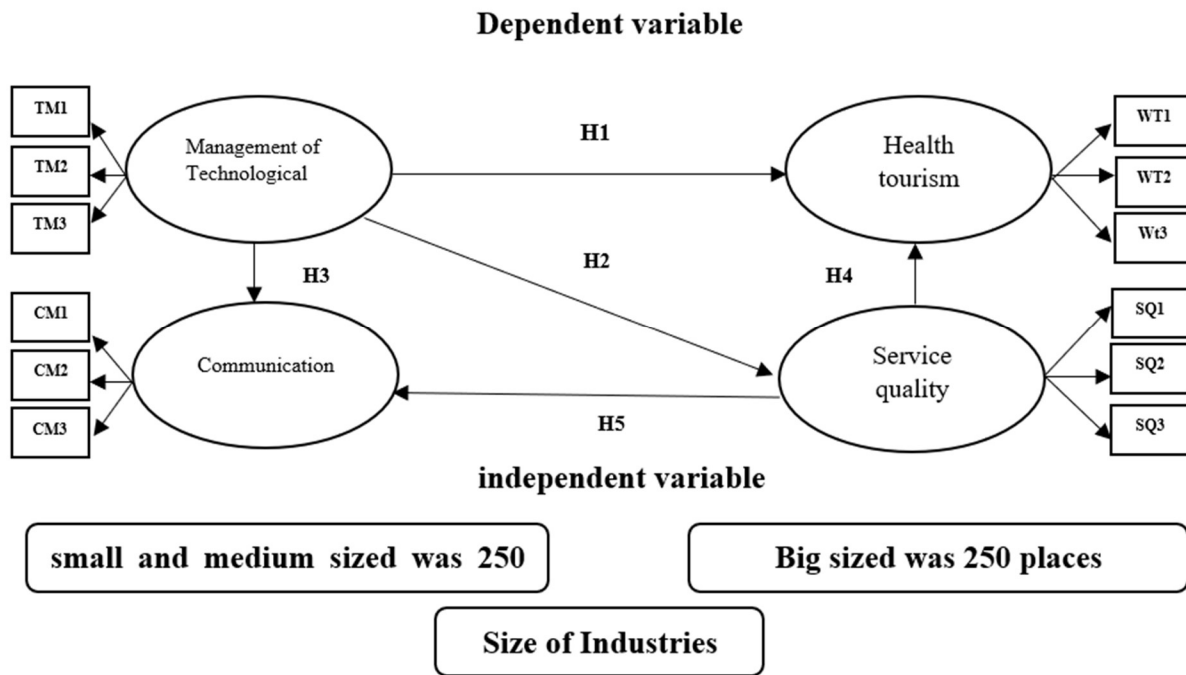 Dependent variable
TM1
TM2
TM3
Management of
Technological
H1
Health
tourism
WT1
WT2
Wt3
H3
H2
H4
CM1
CM2
CM3
Communication
H5
Service
quality
SQ1
SQ2
SQ3
independent variable
small and medium sized was 250
Big sized was 250 places
Size of Industries